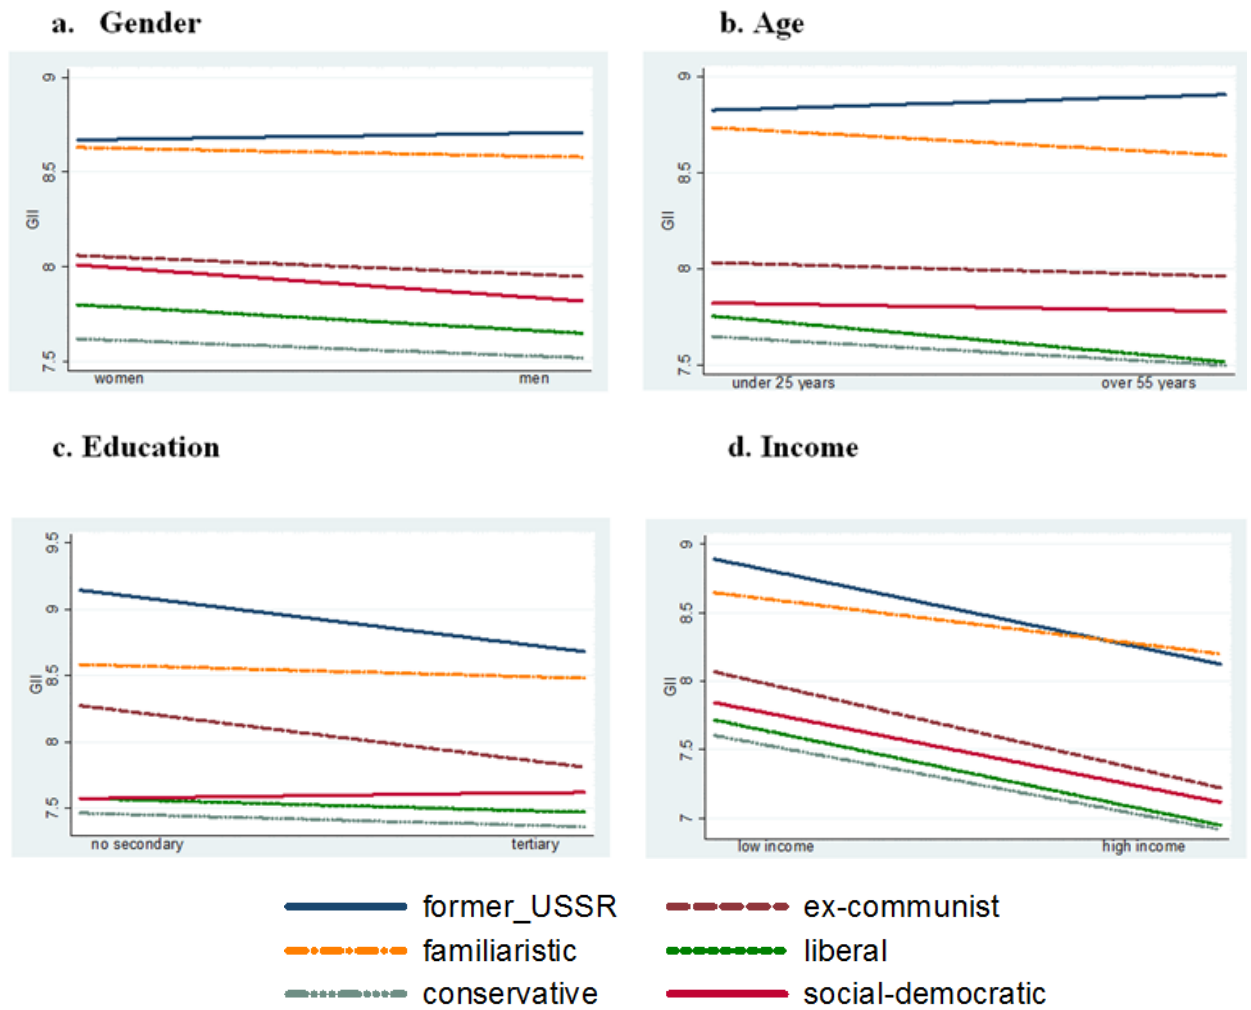 a. Gender
b. Age
9
8.5
8
7.5
GII
women
men
9
8.5
8
7.5
GII
under 25 years
over 55 years
c. Education
d. Income
9.5
9
8.5
8
7.5
GII
no secondary
tertiary
9
8.5
8
7.5
7
GII
low income
high income
former_USSR
ex-communist
familiaristic
liberal
conservative
social-democratic